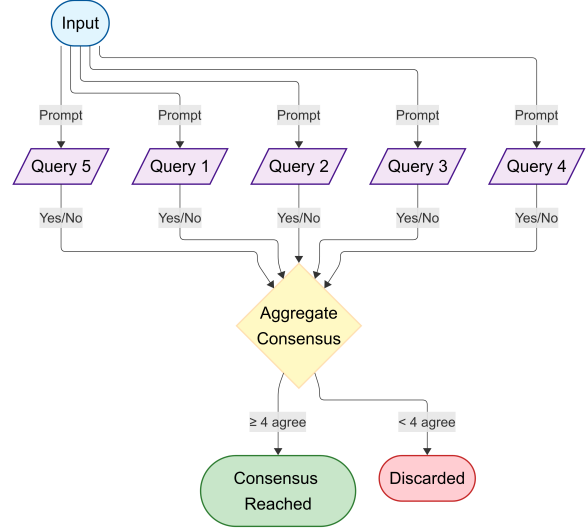 Input
Prompt
Prompt
Prompt
Prompt
Prompt
Query 5
Query 1
Query 2
Query 3
Query 4
Yes/No
Yes/No
Yes/No
Yes/No
Yes/No
Aggregate
Consensus
≥ 4 agree
< 4 agree
Consensus
Reached
Discarded